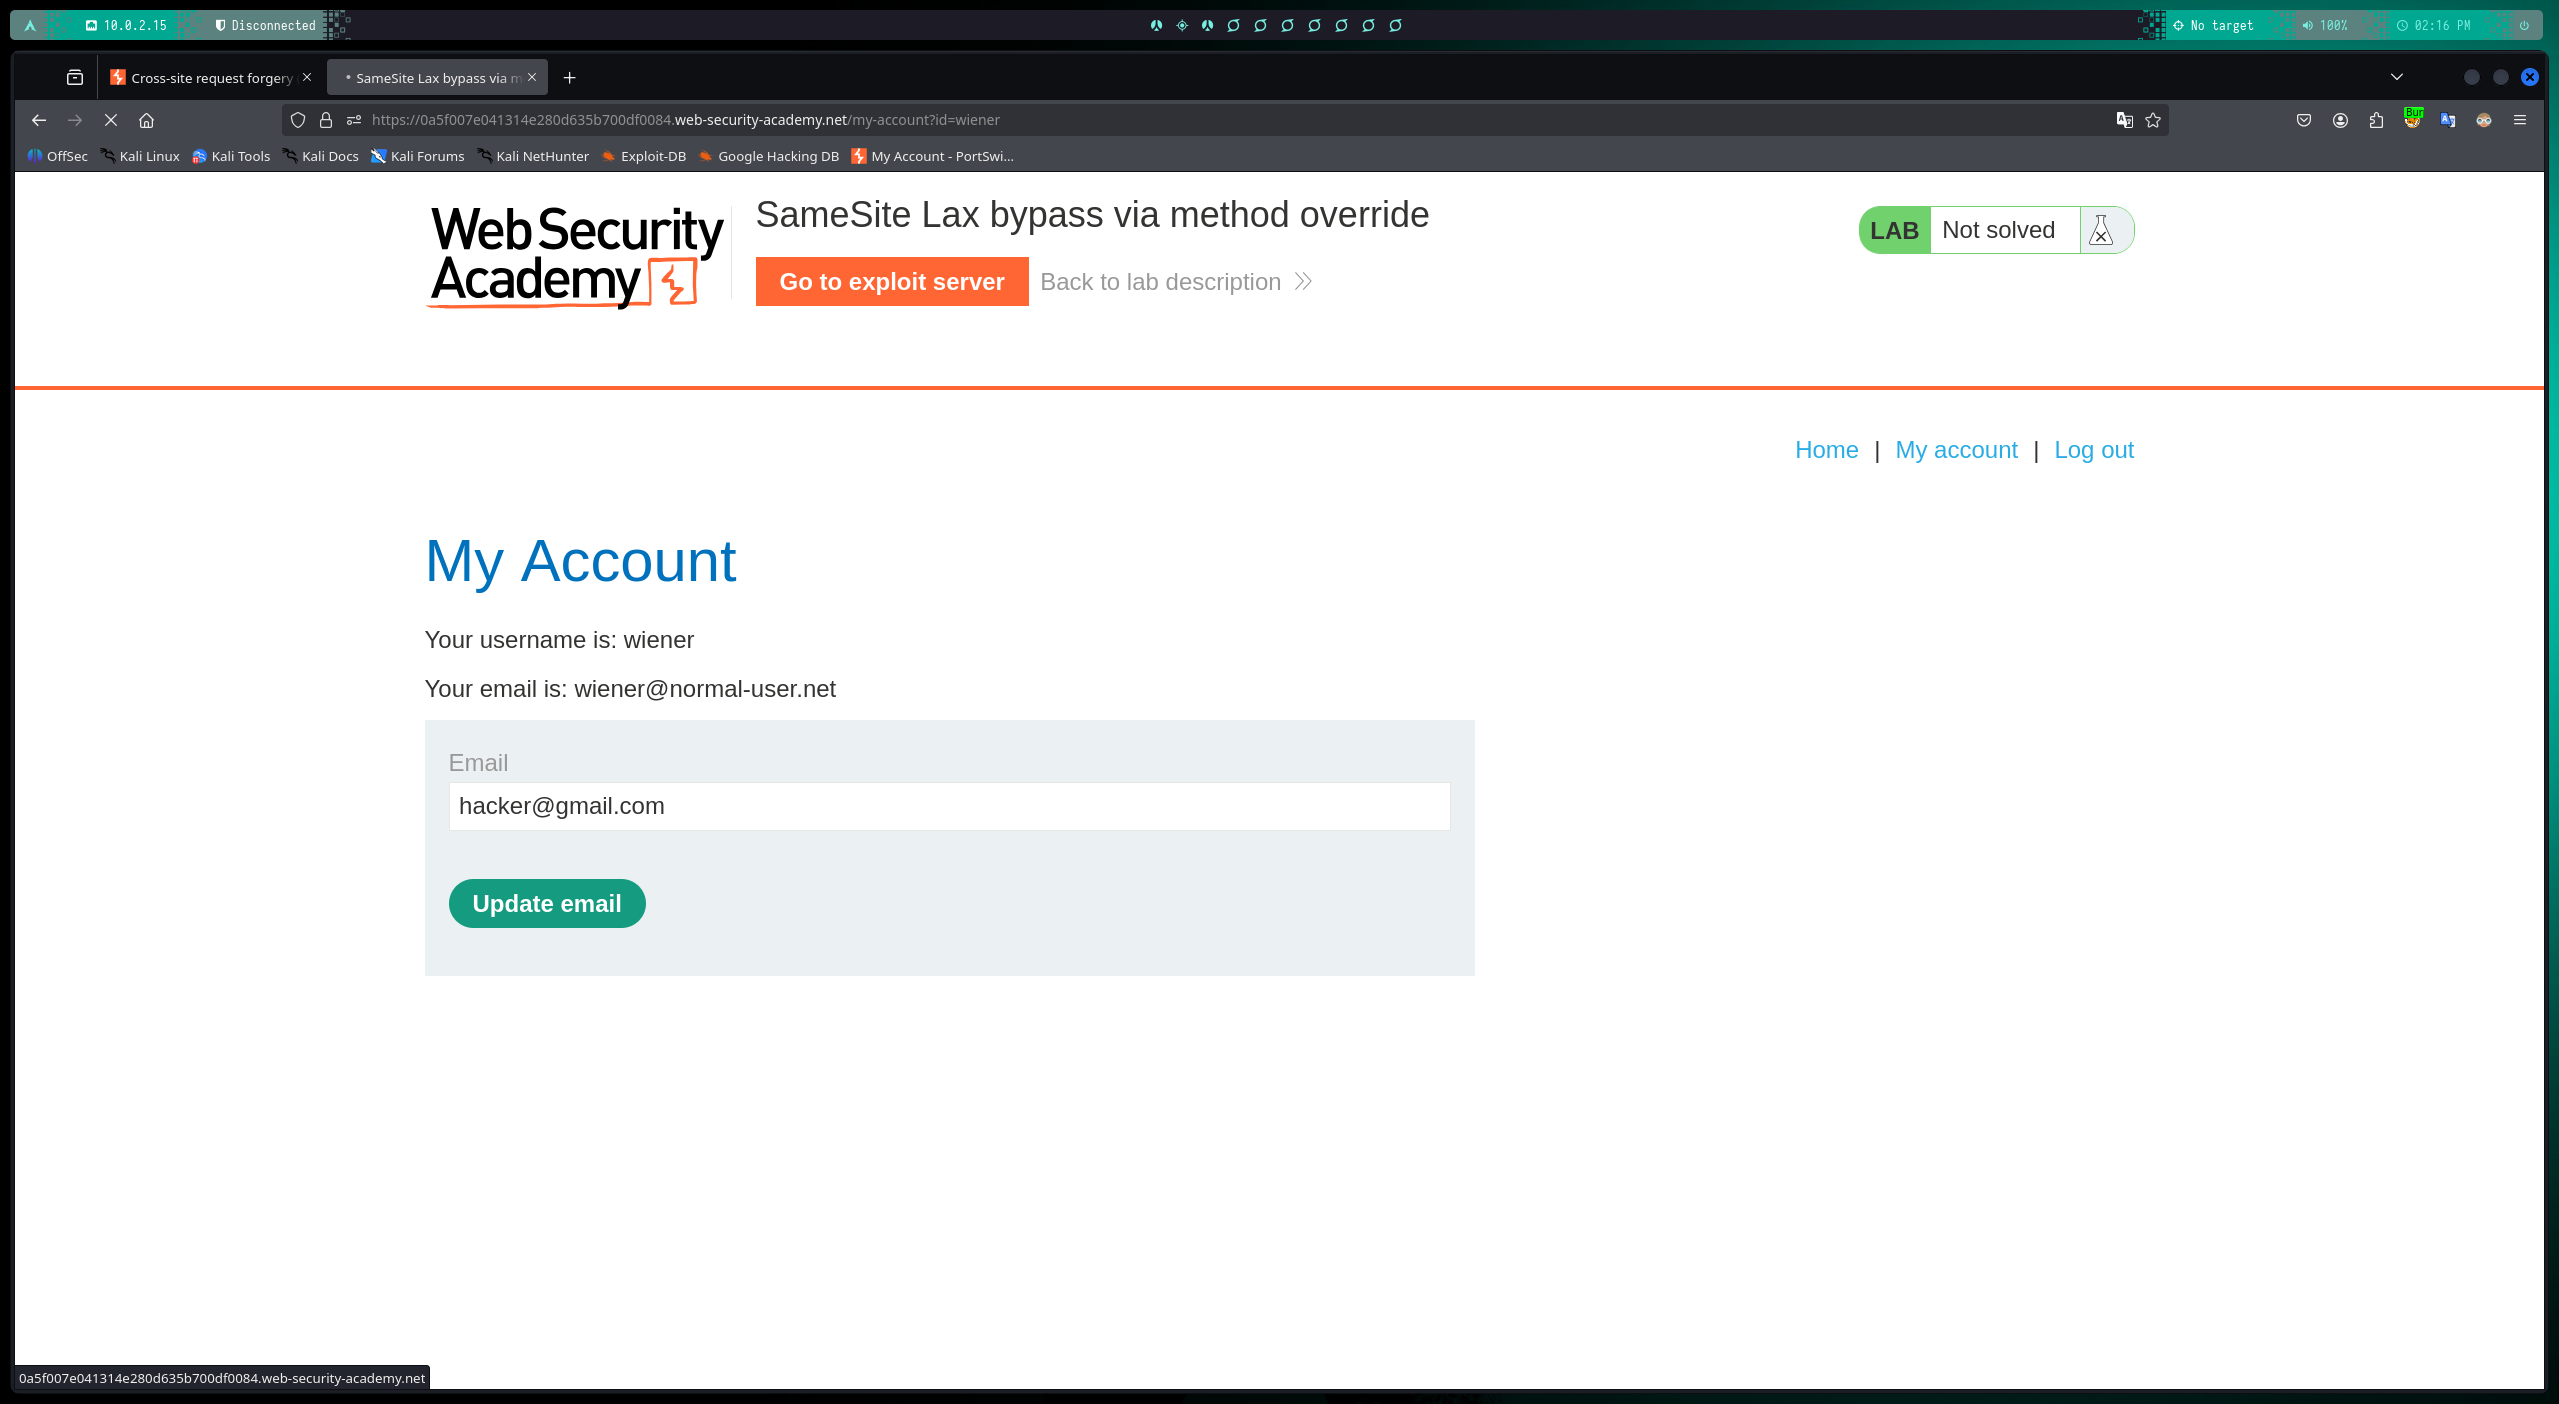 10.0.2.15
Disconnected
No target
100%
02:16 PM
Cross-site request forgery
SameSite Lax bypass via m
https://0a5f007e041314e280d635b700df0084.web-security-academy.net/my-account?id=wiener
Bur
OffSec
Kali Linux
Kali Tools
Kali Docs
Kali Forums
Kali NetHunter
Exploit-DB
Google Hacking DB
My Account - PortSwi...
Web Security
Academy
SameSite Lax bypass via method override
Go to exploit server
Back to lab description
LAB
Not solved
Home | My account | Log out
My Account
Your username is: wiener
Your email is: wiener@normal-user.net
Email
hacker@gmail.com
Update email
0a5f007e041314e280d635b700df0084.web-security-academy.net